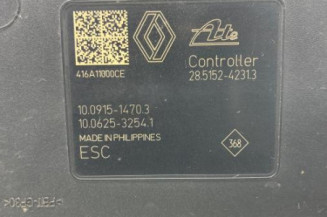 Ate
416A11000CE
Controller
28.5152-4231.3
10.0915-1470.3
10.0625-3254.1
MADE IN PHILIPPINES
ESC
368